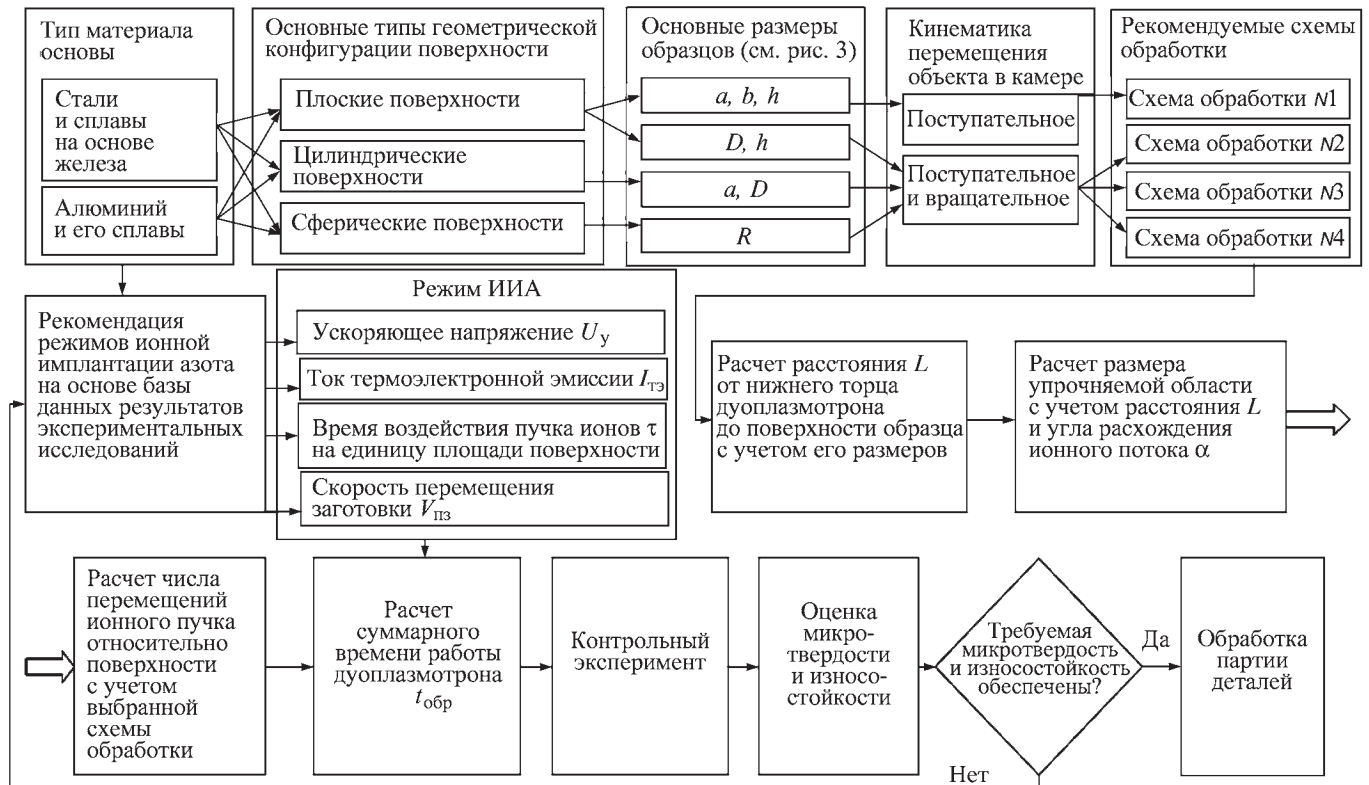 Тип материала
основы
Стали
и сплавы
на основе
железа
Алюминий
и его сплавы
Основные типы геометрической
конфигурации поверхности
Плоские поверхности
Цилиндрические
поверхности
Сферические поверхности
Основные размеры
образцов (см. рис. 3)
a, b, h
D, h
a, D
R
Кинематика
перемещения
объекта в камере
Поступательное
Поступательное
и вращательное
Рекомендуемые схемы
обработки
Схема обработки N1
Схема обработки N2
Схема обработки N3
Схема обработки N4
Рекомендация
режимов ионной
имплантации азота
на основе базы
данных результатов
экспериментальных
исследований
Режим ИИА
Ускоряющее напряжение Uу
Ток термоэлектронной эмиссии Iтэ
Время воздействия пучка ионов τ
на единицу площади поверхности
Скорость перемещения
заготовки Vпз
Расчет расстояния L
от нижнего торца
дуоплазмотрона
до поверхности образца
с учетом его размеров
Расчет размера
упрочняемой области
с учетом расстояния L
и угла расхождения
ионного потока α
Расчет числа
перемещений
ионного пучка
относительно
поверхности
с учетом
выбранной
схемы
обработки
Расчет
суммарного
времени работы
дуоплазмотрона
tобр
Контрольный
эксперимент
Оценка
микро-
твердости
и износо-
стойкости
Требуемая
микротвердость
и износостойкость
обеспечены?
Да
Нет
Обработка
партии
деталей